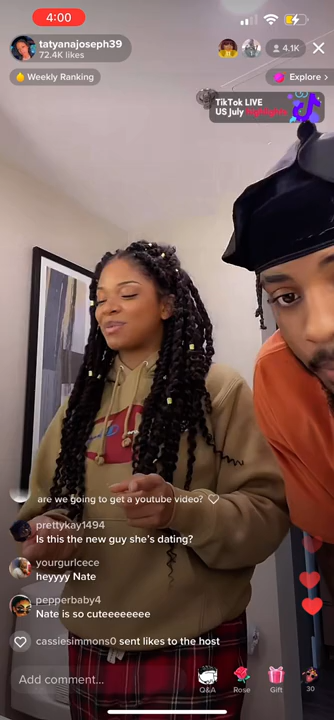 4:00
tatyanajoseph39
72.4K likes
4.1K
Weekly Ranking
Explore >
TikTok LIVE
US July
are we going to get a youtube video?
prettykay1494
Is this the new guy she's dating?
yourgurlcece
heyyyy Nate
pepperbaby4
Nate is so cuteeeeeeee
cassiesimmons0 sent likes to the host
Add comment...
Q&A
Rose
Gift
30